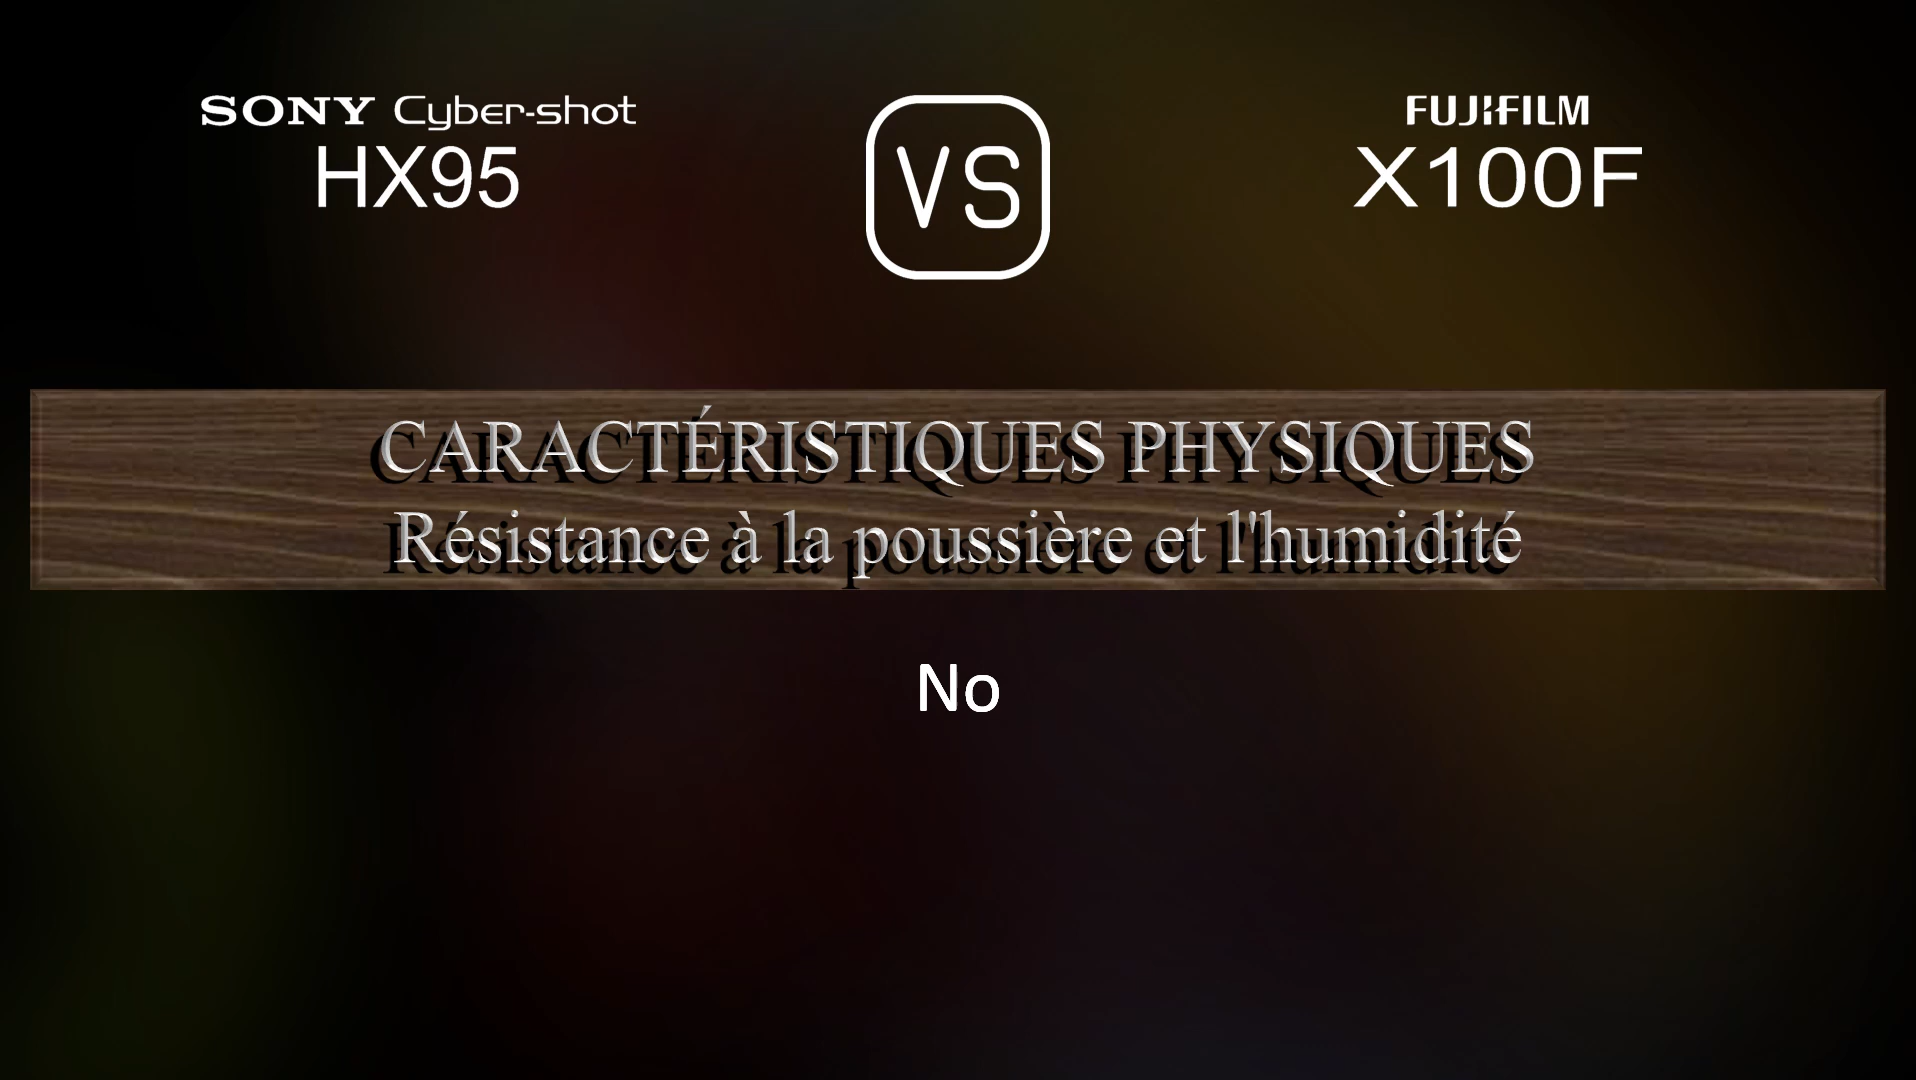 SONY Cyber-shot
HX95
VS
FUJIFILM
X100F
CARACTÉRISTIQUES PHYSIQUES
Résistance à la poussière et l'humidité
No